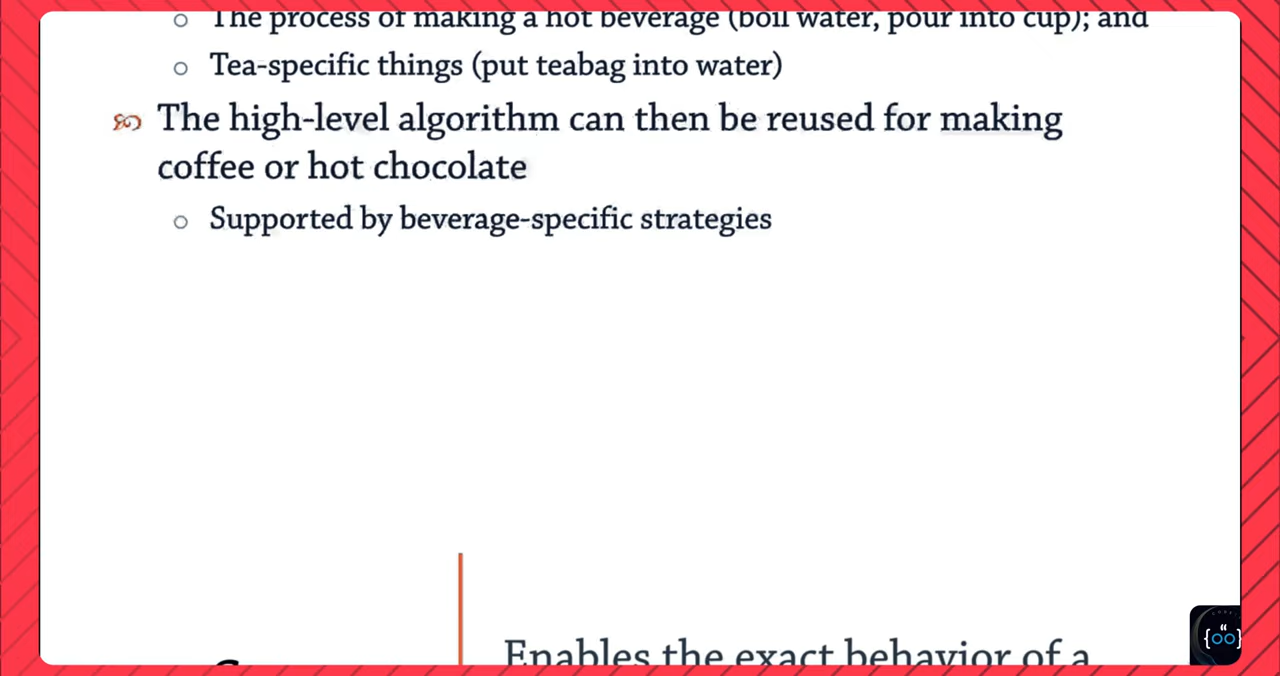 The process of making a hot beverage (boil water, pour into cup); and
Tea-specific things (put teabag into water)
The high-level algorithm can then be reused for making
coffee or hot chocolate
Supported by beverage-specific strategies
Enables the exact behavior of a